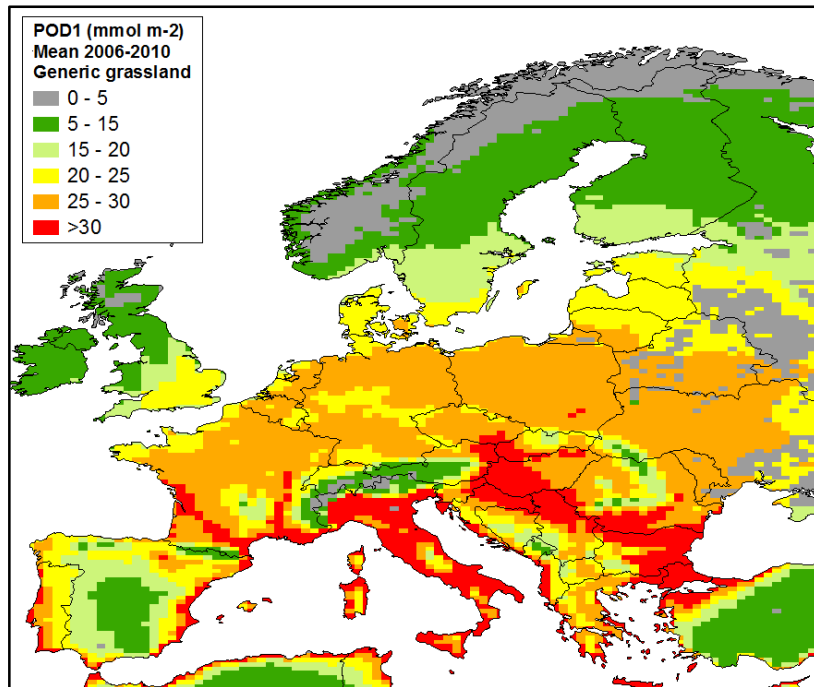 POD1 (mmol m-2)
Mean 2006-2010
Generic grassland
0 - 5
5 - 15
15 - 20
20 - 25
25 - 30
>30